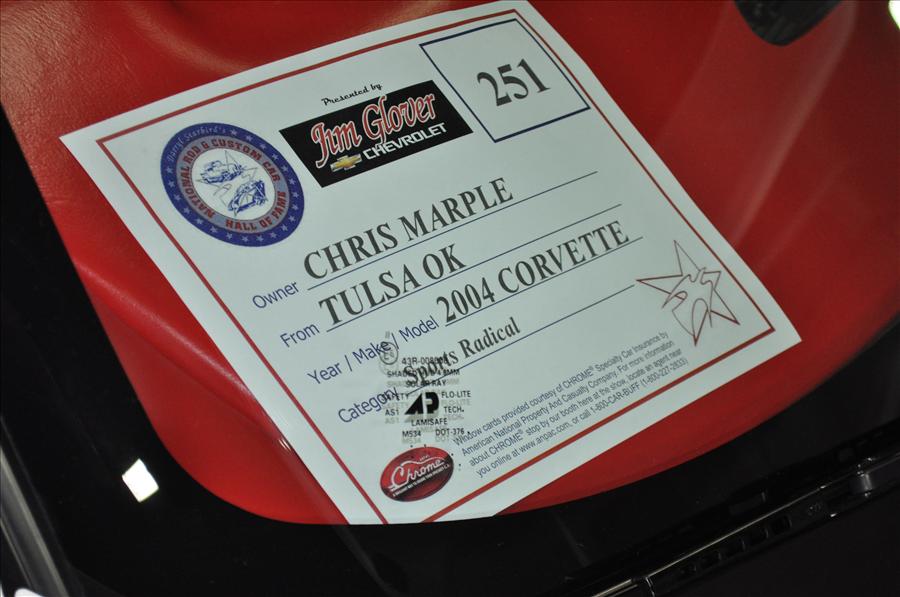 Presented by
Jim Glover
CHEVROLET
251
Darryl Starbird's
NATIONAL ROD & CUSTOM CAR
HALL OF FAME
Owner CHRIS MARPLE
From TULSA OK
Year / Make / Model 2004 CORVETTE
Category Sports Radical
43R-008
SOLAR-RAY
FLO-LITE
AS1 AP TECH.
LAMISAFE
M534 DOT-376
Window cards provided courtesy of CHROME® Specialty Car Insurance by
American National Property And Casualty Company. For more information
about CHROME® stop by our booth here at the show, locate an agent near
you online at www.anpac.com, or call 1-800-CAR-BUFF (1-800-227-2833)
Chrome